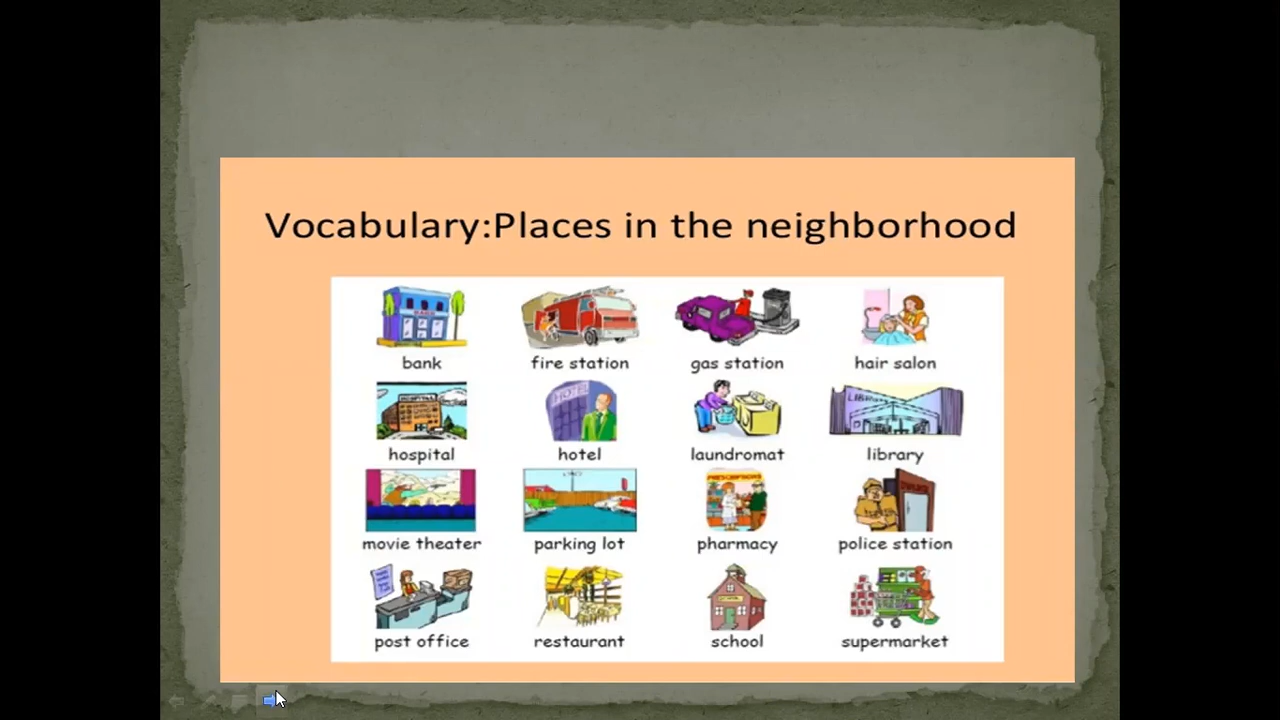 Vocabulary:Places in the neighborhood
bank fire station gas station hair salon
hospital hotel laundromat library
movie theater parking lot pharmacy police station
post office restaurant school supermarket